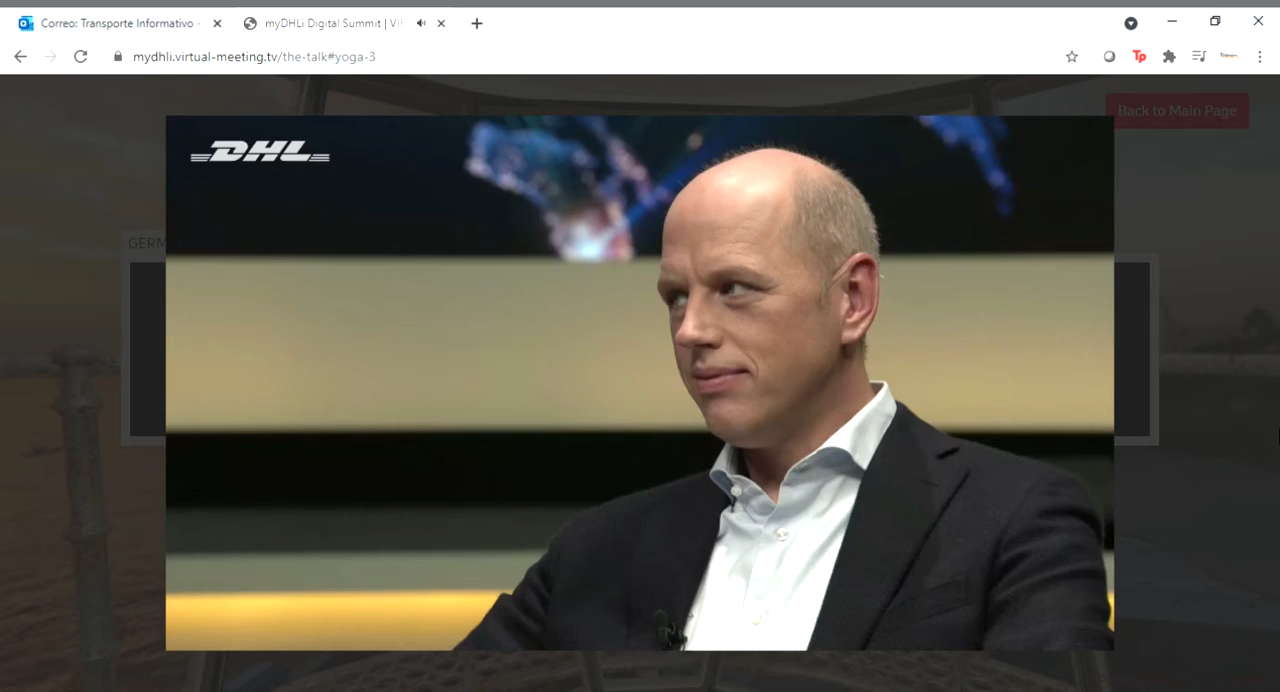 Correo: Transporte Informativo -
myDHLi Digital Summit | VI
mydhli.virtual-meeting.tv/the-talk#yoga-3
Tp
Back to Main Page
DHL
GERM